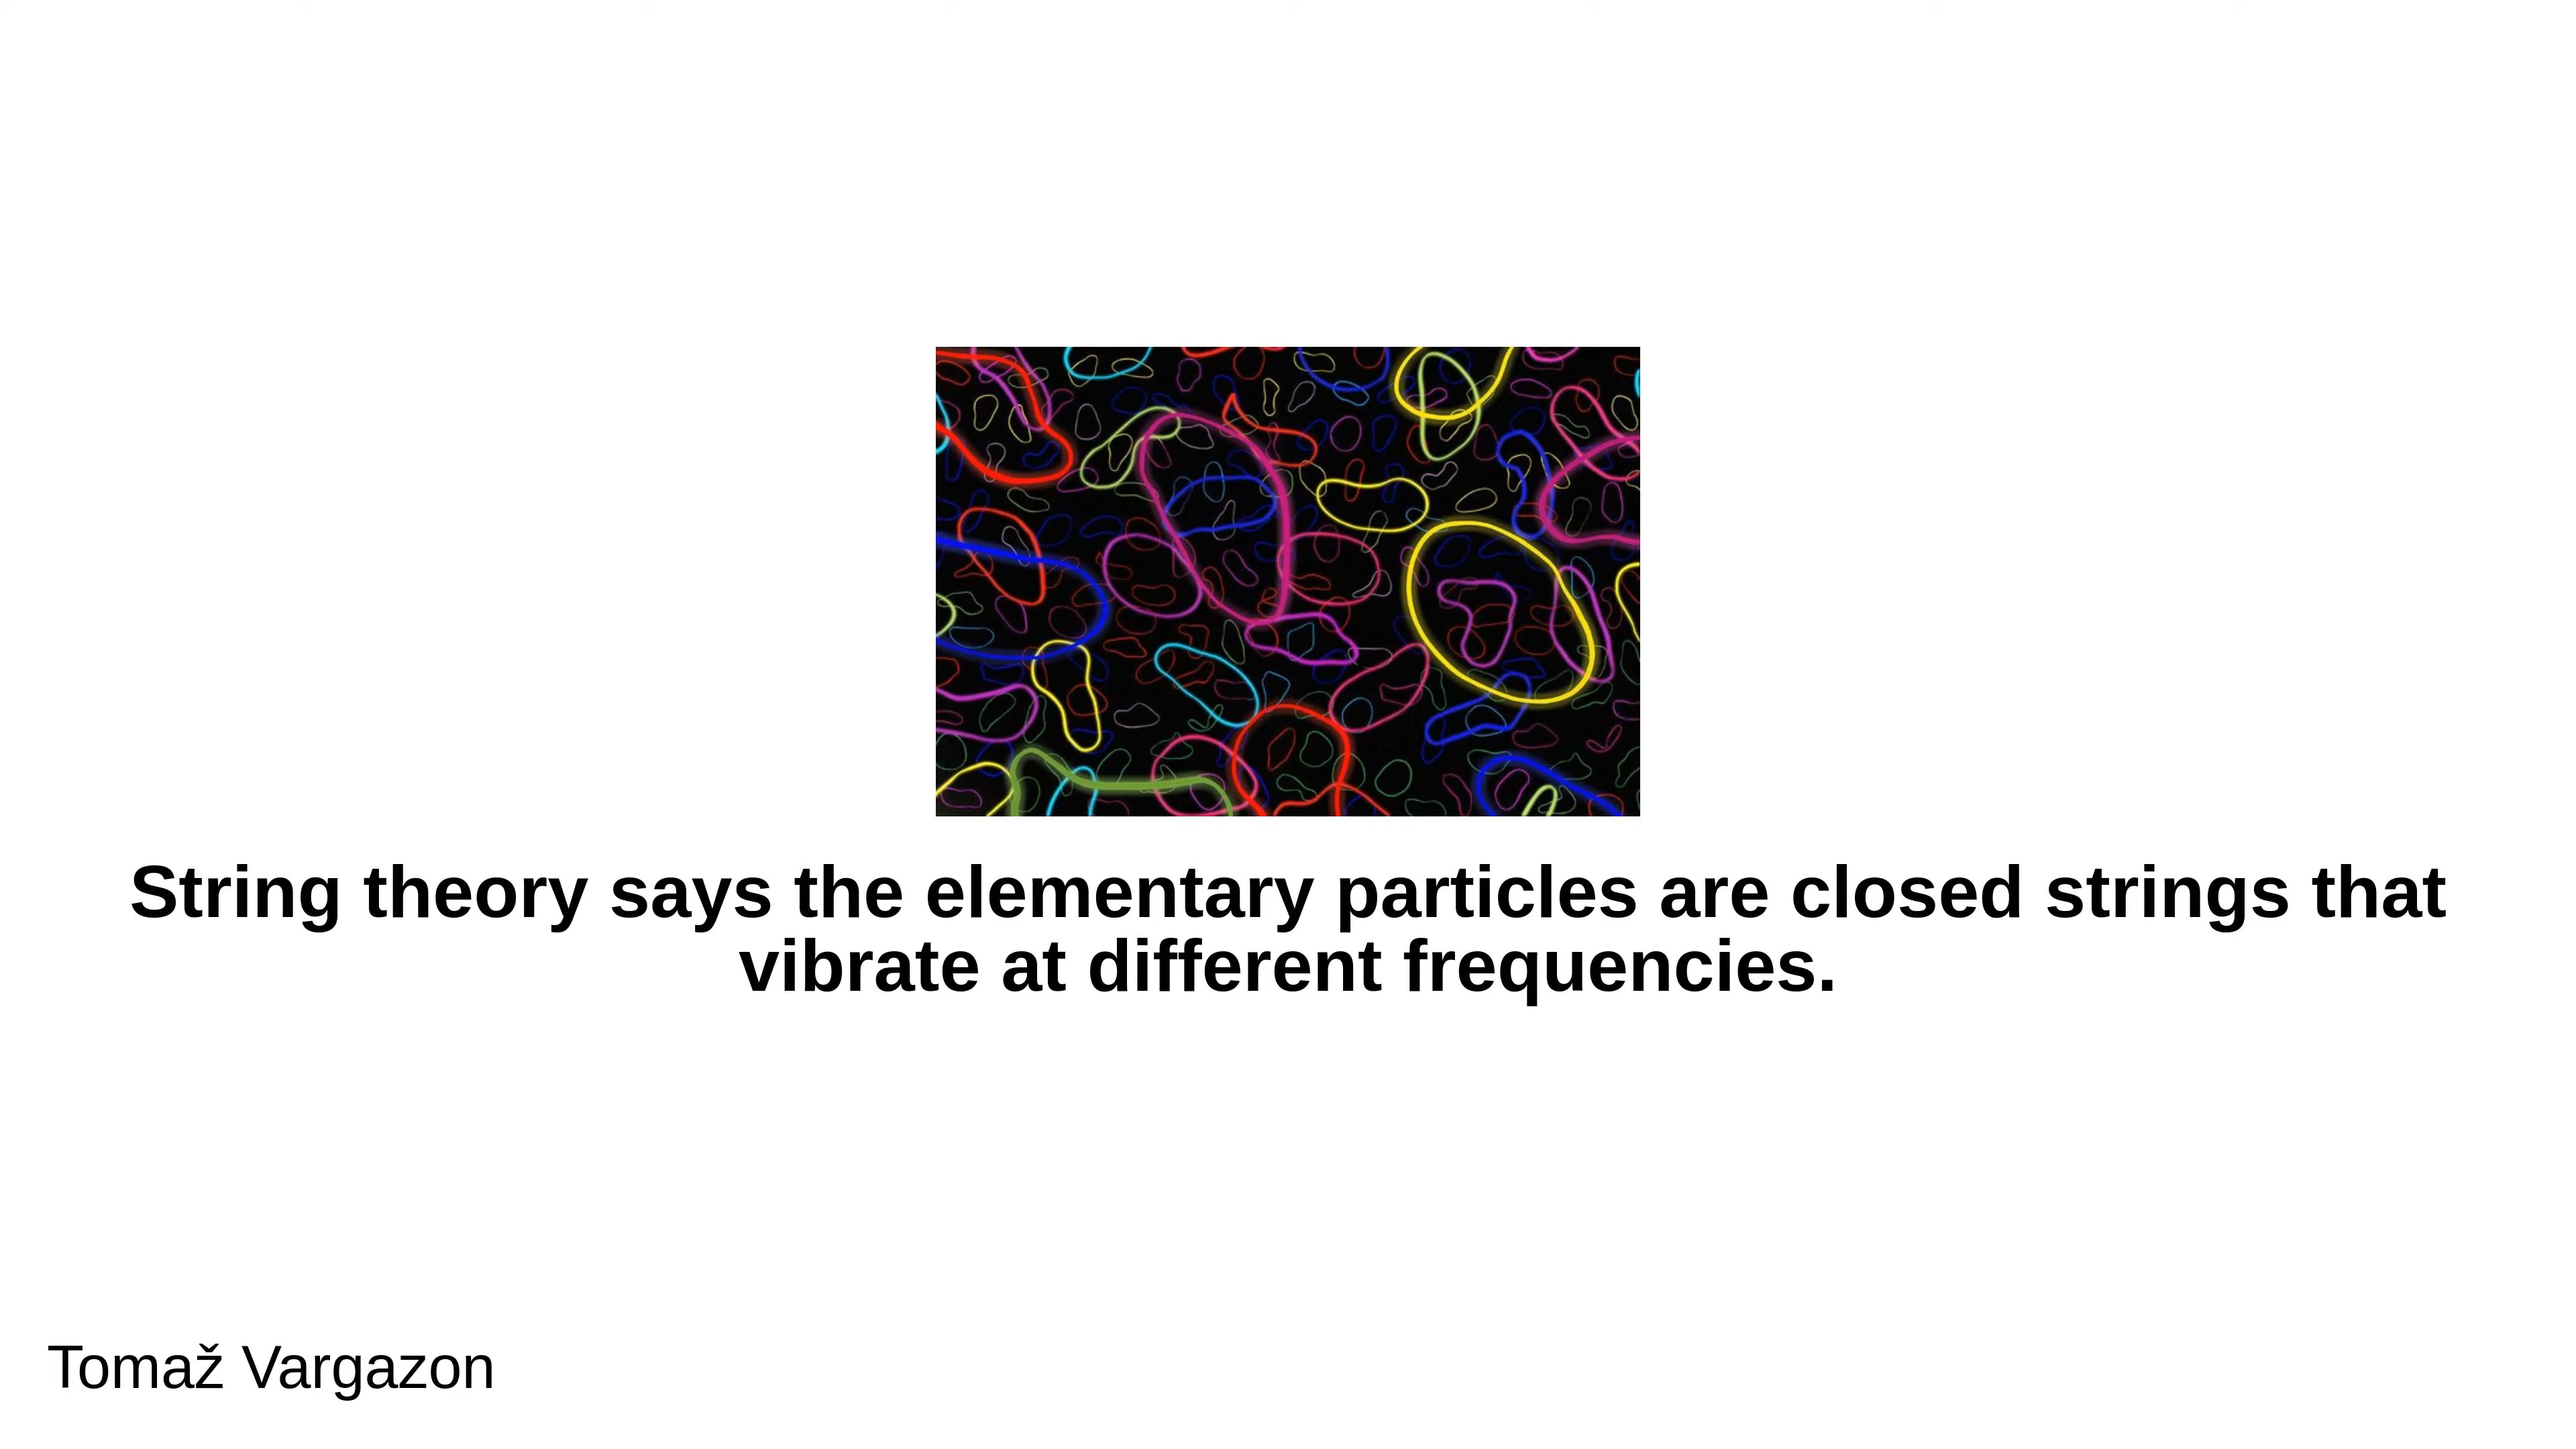 String theory says the elementary particles are closed strings that
vibrate at different frequencies.
Tomaž Vargazon